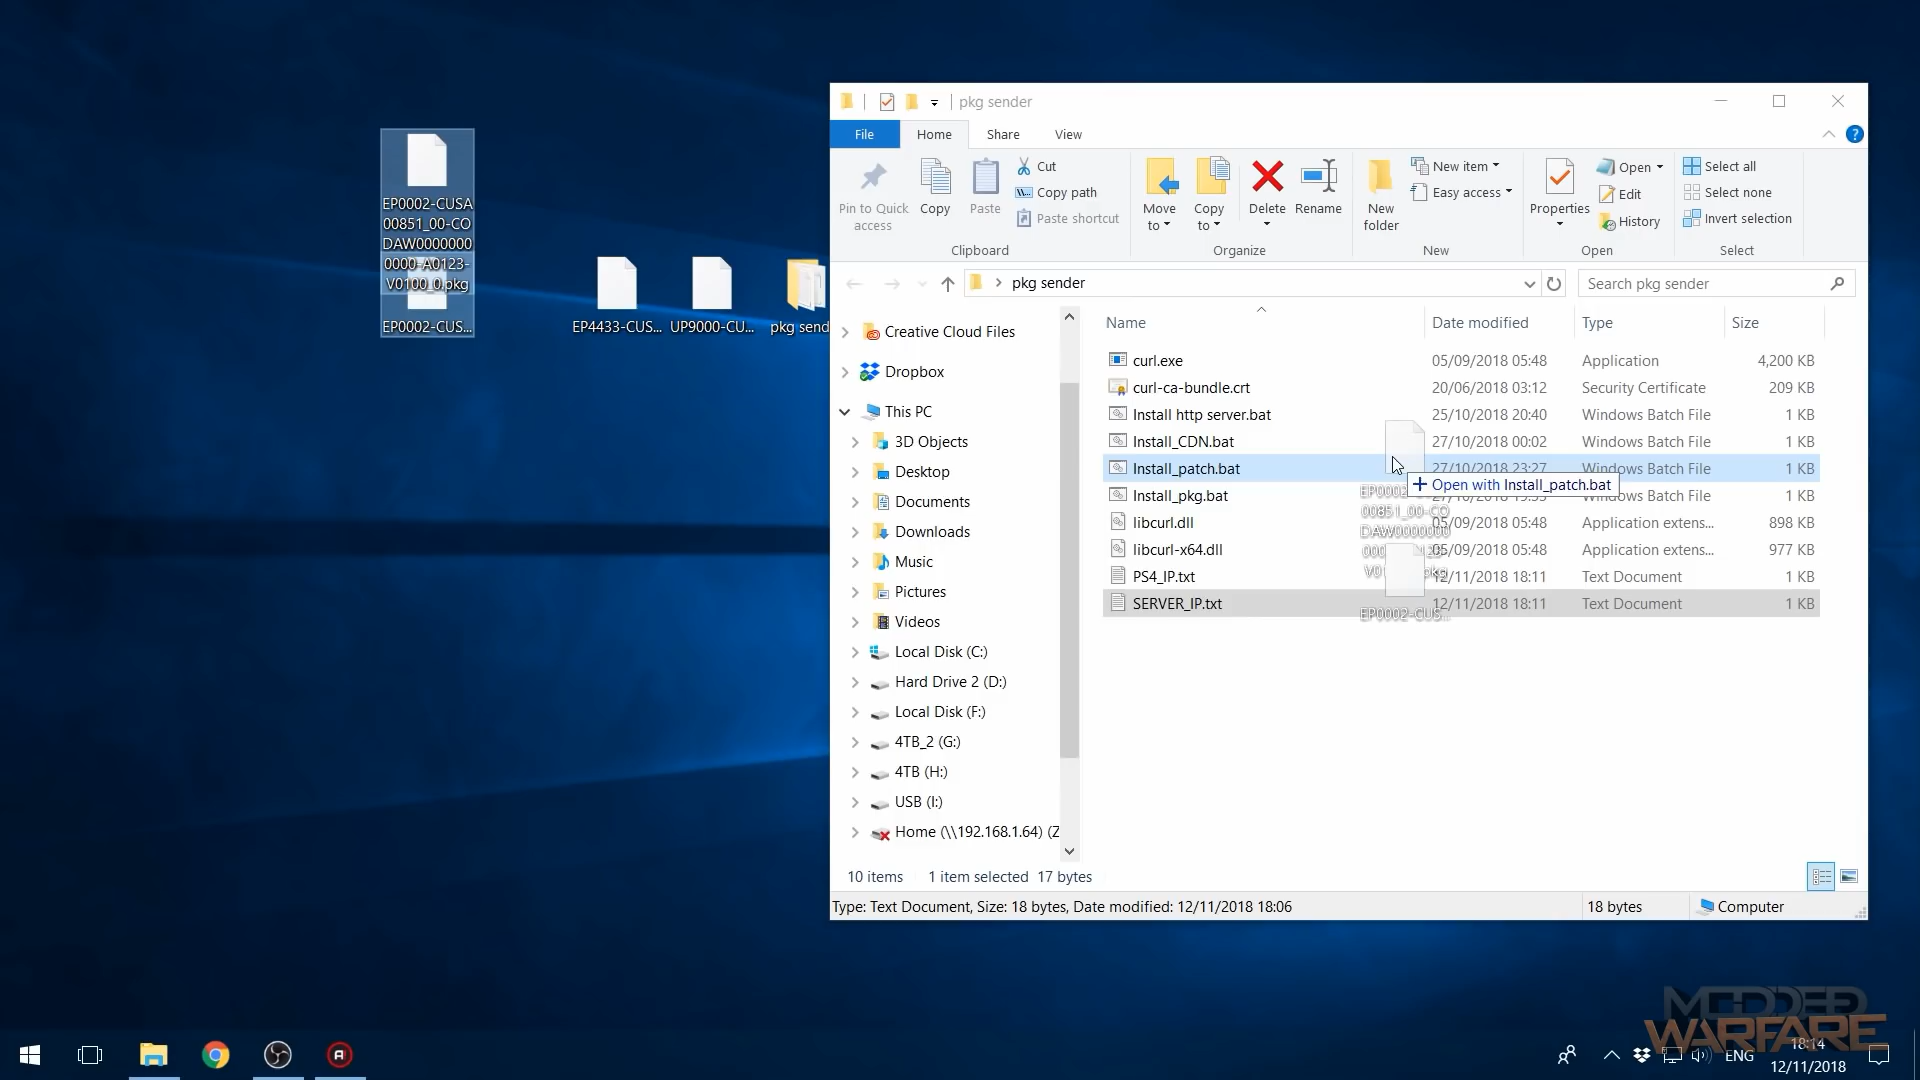 EP0002-CUSA
00851_00-CO
DAW0000000
0000-A0123-
V0100_0.pkg
EP0002-CUS...
EP4433-CUS...
UP9000-CU...
pkg send
pkg sender
File
Home
Share
View
Pin to Quick
access
Copy
Paste
Cut
Copy path
Paste shortcut
Clipboard
Move
to
Copy
to
Delete
Rename
Organize
New
folder
New item
Easy access
New
Properties
Open
Edit
History
Open
Select all
Select none
Invert selection
Select
pkg sender
Search pkg sender
Creative Cloud Files
Dropbox
This PC
3D Objects
Desktop
Documents
Downloads
Music
Pictures
Videos
Local Disk (C:)
Hard Drive 2 (D:)
Local Disk (F:)
4TB_2 (G:)
4TB (H:)
USB (I:)
Home (\\192.168.1.64) (Z
Name Date modified Type Size
curl.exe 05/09/2018 05:48 Application 4,200 KB
curl-ca-bundle.crt 20/06/2018 03:12 Security Certificate 209 KB
Install http server.bat 25/10/2018 20:40 Windows Batch File 1 KB
Install_CDN.bat 27/10/2018 00:02 Windows Batch File 1 KB
Install_patch.bat 27/10/2018 23:27 Windows Batch File 1 KB
Open with Install_patch.bat
Install_pkg.bat Windows Batch File 1 KB
libcurl.dll 05/09/2018 05:48 Application extens... 898 KB
libcurl-x64.dll 05/09/2018 05:48 Application extens... 977 KB
PS4_IP.txt 12/11/2018 18:11 Text Document 1 KB
SERVER_IP.txt 12/11/2018 18:11 Text Document 1 KB
00851_00-CO
DAW0000000
EP0002-CUS...
10 items 1 item selected 17 bytes
Type: Text Document, Size: 18 bytes, Date modified: 12/11/2018 18:06
18 bytes
Computer
MODDED
WARFARE
ENG
18:14
12/11/2018